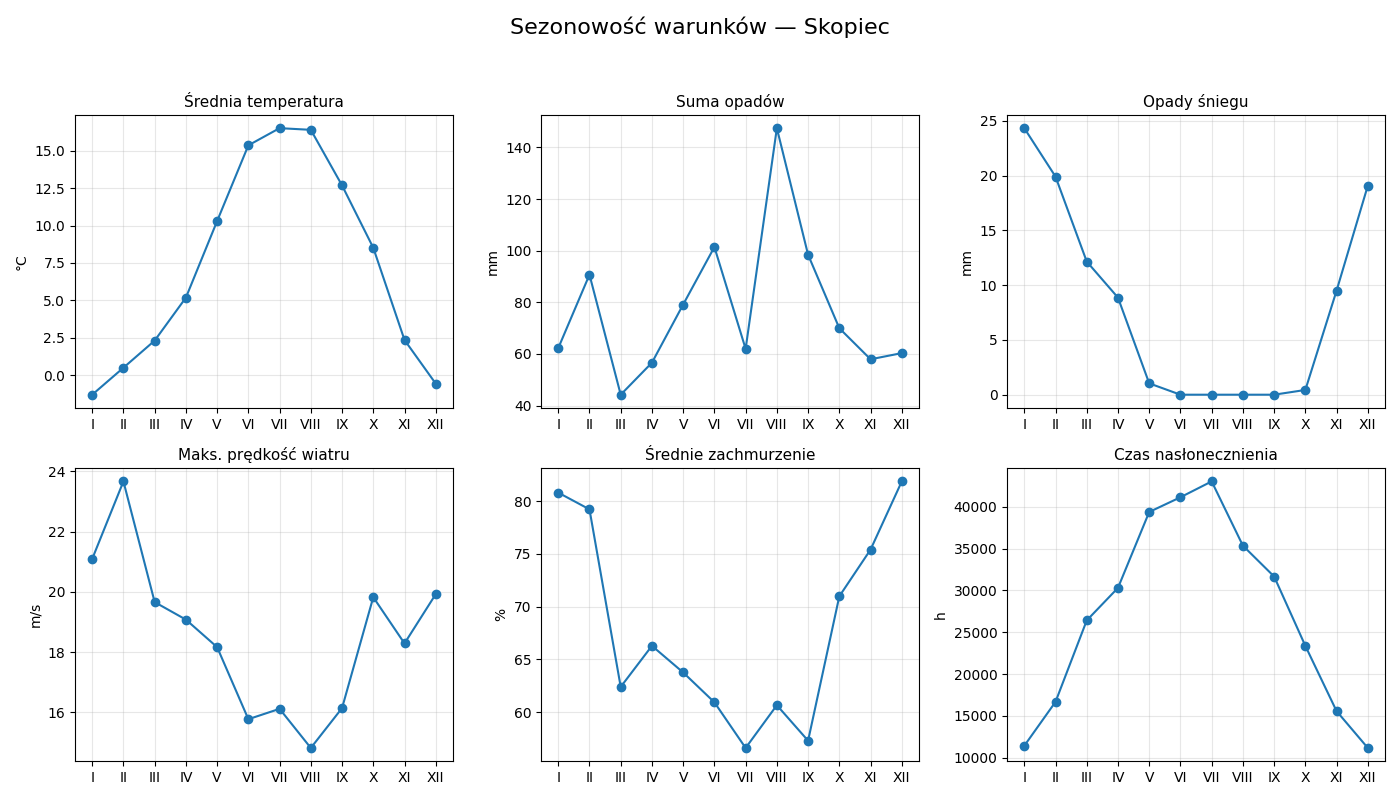 Sezonowość warunków — Skopiec
Średnia temperatura
°C
15.0
12.5
10.0
7.5
5.0
2.5
0.0
I II III IV V VI VII VIII IX X XI XII
Suma opadów
mm
140
120
100
80
60
40
I II III IV V VI VII VIII IX X XI XII
Opady śniegu
mm
25
20
15
10
5
0
I II III IV V VI VII VIII IX X XI XII
Maks. prędkość wiatru
m/s
24
22
20
18
16
I II III IV V VI VII VIII IX X XI XII
Średnie zachmurzenie
%
80
75
70
65
60
I II III IV V VI VII VIII IX X XI XII
Czas nasłonecznienia
h
40000
35000
30000
25000
20000
15000
10000
I II III IV V VI VII VIII IX X XI XII